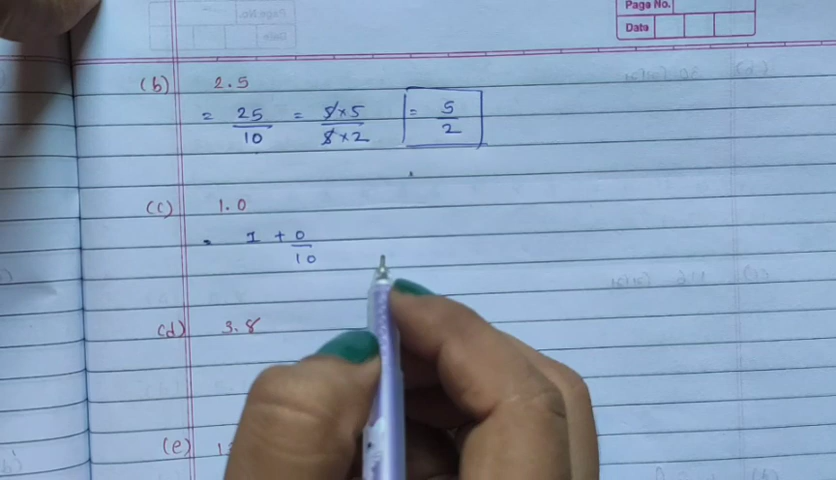 Page No.
Date
(b) 2.5
= 25/10 = 5×5/5×2 = 5/2
(c) 1.0
= 1 + 0/10
(d) 3.8
(e) 1